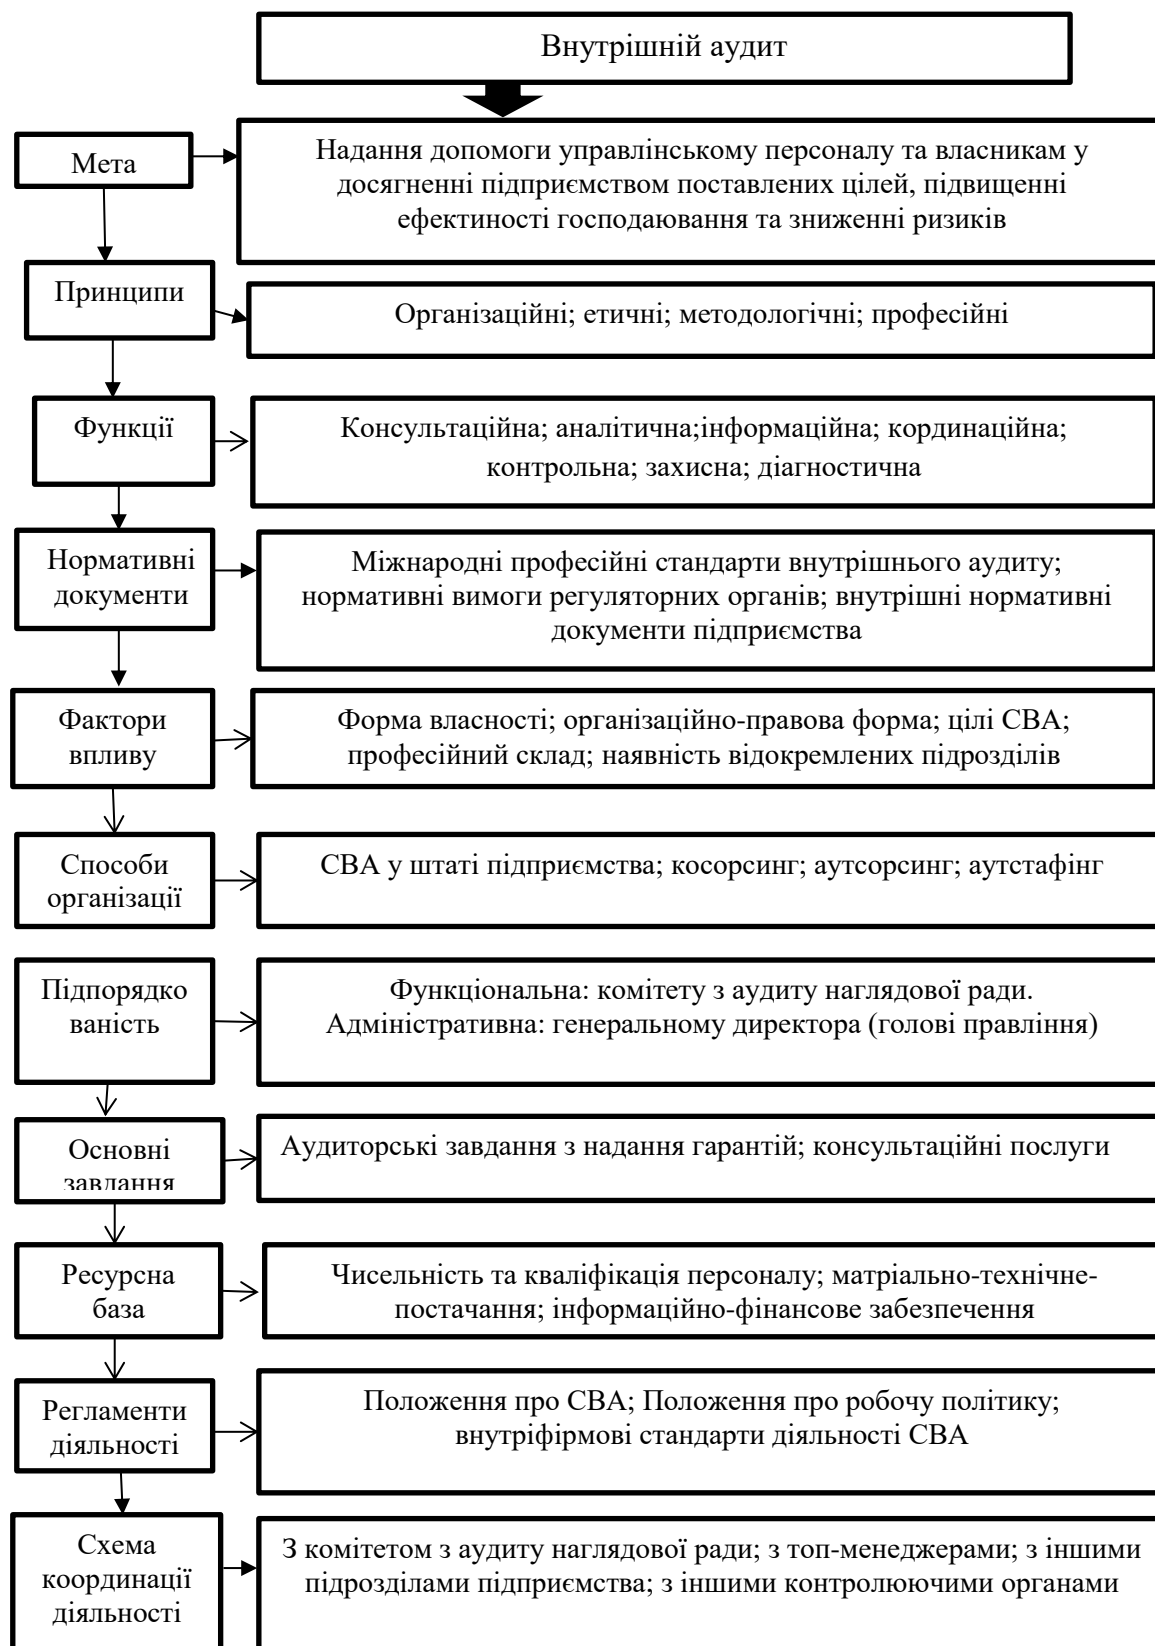 Внутрішній аудит
Мета
Надання допомоги управлінському персоналу та власникам у
досягненні підприємством поставлених цілей, підвищенні
ефектиності господаювання та зниженні ризиків
Принципи
Організаційні; етичні; методологічні; професійні
Функції
Консультаційна; аналітична;інформаційна; кординаційна;
контрольна; захисна; діагностична
Нормативні
документи
Міжнародні професійні стандарти внутрішнього аудиту;
нормативні вимоги регуляторних органів; внутрішні нормативні
документи підприємства
Фактори
впливу
Форма власності; організаційно-правова форма; цілі СВА;
професійний склад; наявність відокремлених підрозділів
Способи
організації
СВА у штаті підприємства; косорсинг; аутсорсинг; аутстафінг
Підпорядко
ваність
Функціональна: комітету з аудиту наглядової ради.
Адміністративна: генеральному директора (голові правління)
Основні
завдання
Аудиторські завдання з надання гарантій; консультаційні послуги
Ресурсна
база
Чисельність та кваліфікація персоналу; матріально-технічне-
постачання; інформаційно-фінансове забезпечення
Регламенти
діяльності
Положення про СВА; Положення про робочу політику;
внутріфірмові стандарти діяльності СВА
Схема
координації
діяльності
З комітетом з аудиту наглядової ради; з топ-менеджерами; з іншими
підрозділами підприємства; з іншими контролюючими органами